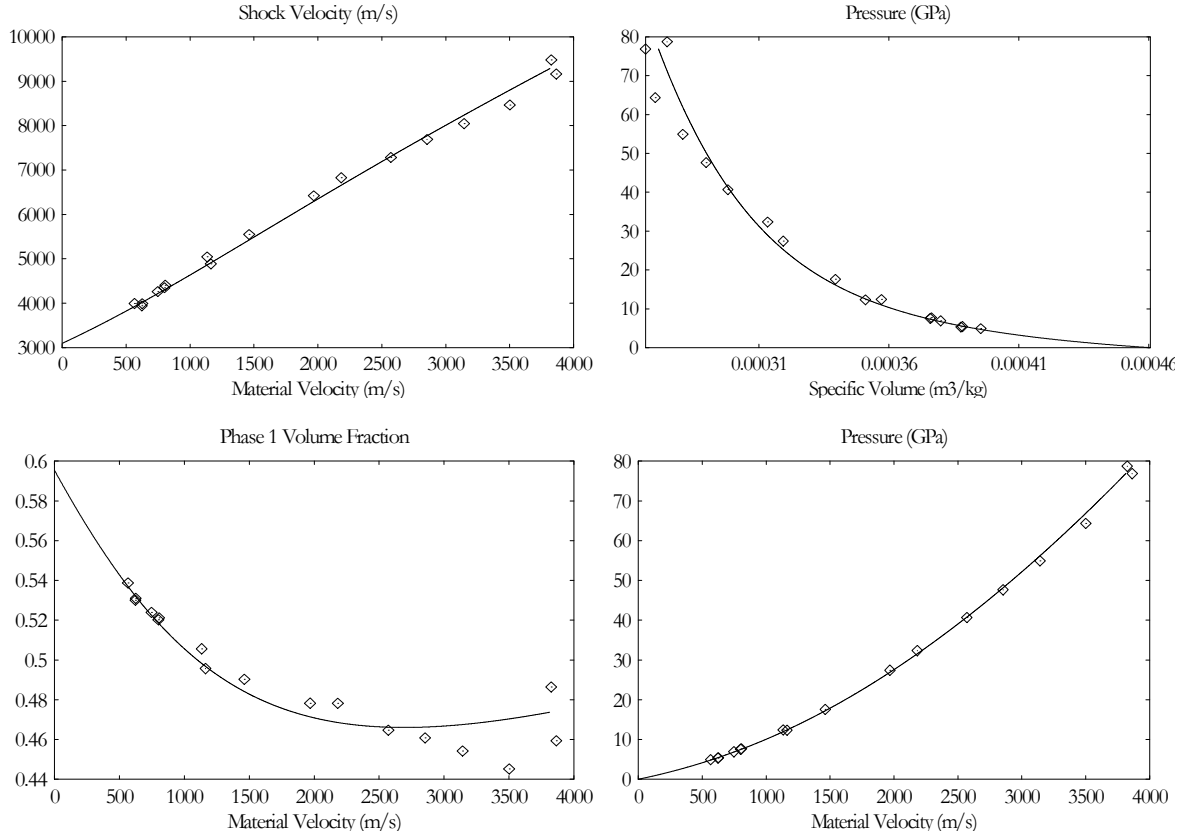 Shock Velocity (m/s)
10000
9000
8000
7000
6000
5000
4000
3000
0 500 1000 1500 2000 2500 3000 3500 4000
Material Velocity (m/s)
Pressure (GPa)
80
70
60
50
40
30
20
10
0
0.00031 0.00036 0.00041 0.00046
Specific Volume (m3/kg)
Phase 1 Volume Fraction
0.6
0.58
0.56
0.54
0.52
0.5
0.48
0.46
0.44
0 500 1000 1500 2000 2500 3000 3500 4000
Material Velocity (m/s)
Pressure (GPa)
80
70
60
50
40
30
20
10
0
0 500 1000 1500 2000 2500 3000 3500 4000
Material Velocity (m/s)